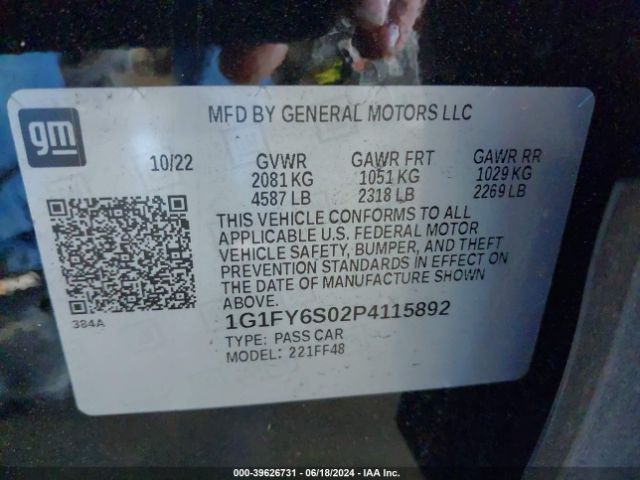 MFD BY GENERAL MOTORS LLC
gm
10/22 GVWR GAWR FRT GAWR RR
2081 KG 1051 KG 1029 KG
4587 LB 2318 LB 2269 LB
THIS VEHICLE CONFORMS TO ALL
APPLICABLE U.S. FEDERAL MOTOR
VEHICLE SAFETY, BUMPER, AND THEFT
PREVENTION STANDARDS IN EFFECT ON
THE DATE OF MANUFACTURE SHOWN
ABOVE.
384A
1G1FY6S02P4115892
TYPE: PASS CAR
MODEL: 221FF48
000-39626731 - 06/18/2024 - IAA Inc.